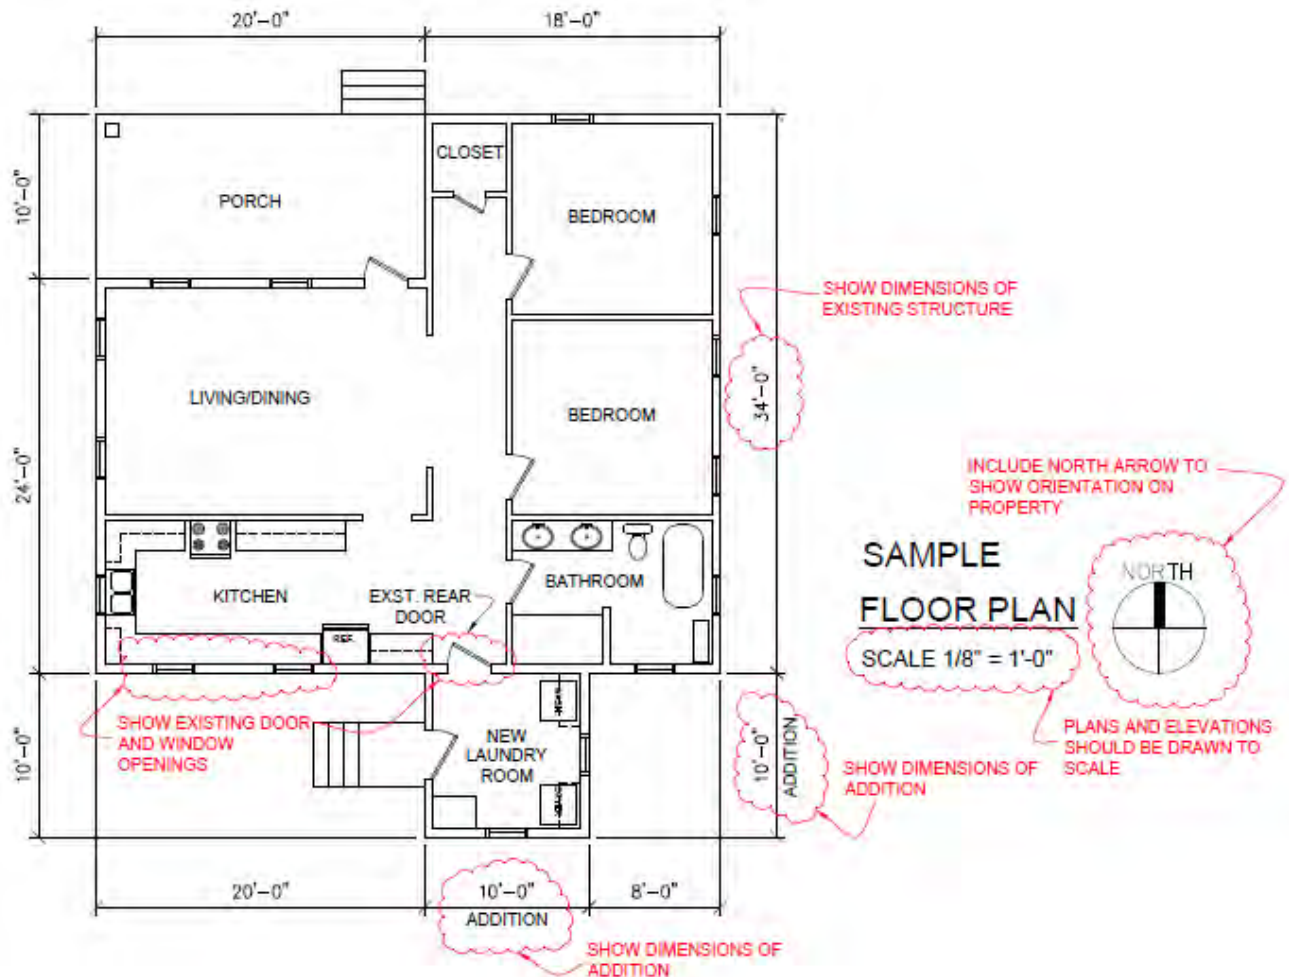 20'-0"
18'-0"
10'-0"
CLOSET
PORCH
BEDROOM
SHOW DIMENSIONS OF
EXISTING STRUCTURE
34'-0"
LIVING/DINING
BEDROOM
24'-0"
INCLUDE NORTH ARROW TO
SHOW ORIENTATION ON
PROPERTY
SAMPLE
FLOOR PLAN
SCALE 1/8" = 1'-0"
NORTH
KITCHEN
EXST. REAR
DOOR
BATHROOM
REF.
SHOW EXISTING DOOR
AND WINDOW
OPENINGS
NEW
LAUNDRY
ROOM
10'-0"
10'-0"
ADDITION
SHOW DIMENSIONS OF
ADDITION
PLANS AND ELEVATIONS
SHOULD BE DRAWN TO
SCALE
20'-0"
10'-0"
ADDITION
8'-0"
SHOW DIMENSIONS OF
ADDITION